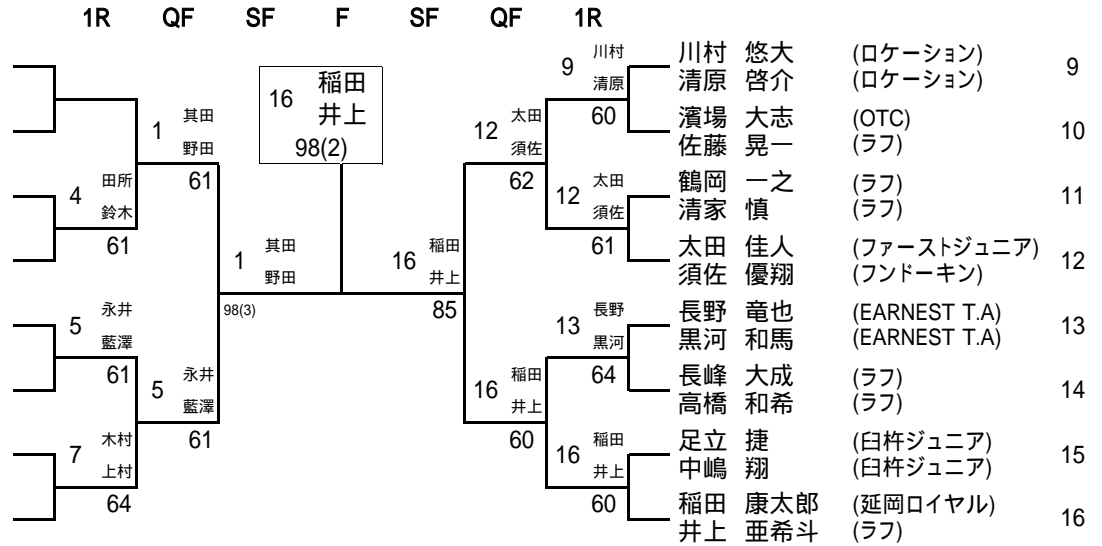 1R QF SF F SF QF 1R
16 稲田
井上
98(2)
1 其田
野田
61
4 田所
鈴木
61
1 其田
野田
98(3)
5 永井
藍澤
61
5 永井
藍澤
61
7 木村
上村
64
16 稲田
井上
85
12 太田
須佐
62
16 稲田
井上
60
9 川村
清原
60
12 太田
須佐
61
13 長野
黒河
64
16 稲田
井上
60
川村 悠大 (ロケーション) 9
清原 啓介 (ロケーション)
濱場 大志 (OTC) 10
佐藤 晃一 (ラフ)
鶴岡 一之 (ラフ) 11
清家 慎 (ラフ)
太田 佳人 (ファーストジュニア) 12
須佐 優翔 (フンドーキン)
長野 竜也 (EARNEST T.A) 13
黒河 和馬 (EARNEST T.A)
長峰 大成 (ラフ) 14
高橋 和希 (ラフ)
足立 捷 (臼杵ジュニア) 15
中嶋 翔 (臼杵ジュニア)
稲田 康太郎 (延岡ロイヤル) 16
井上 亜希斗 (ラフ)